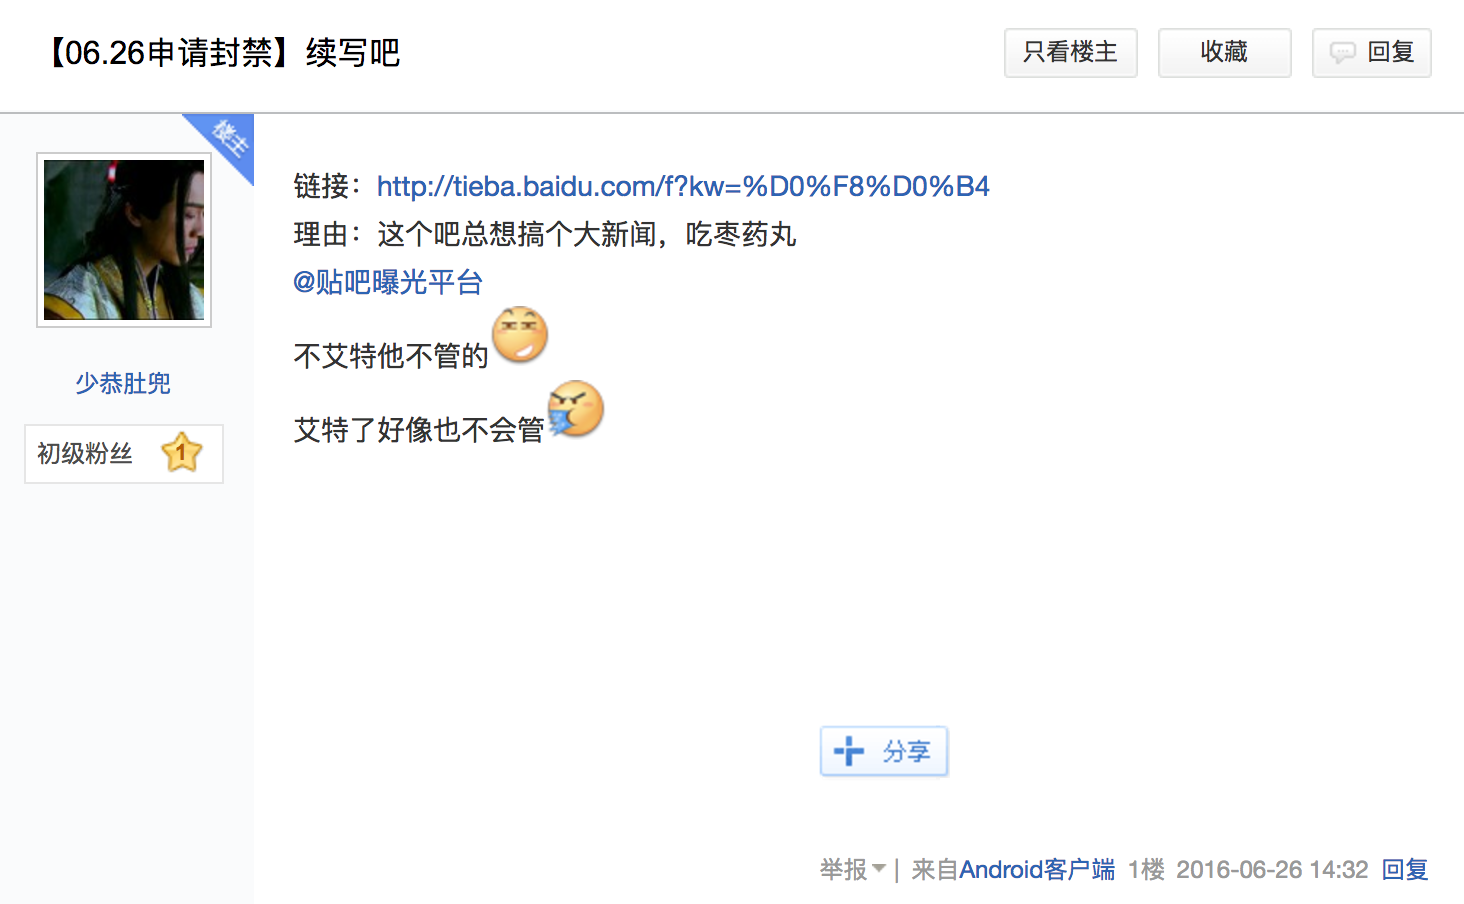 【06.26申请封禁】续写吧
只看楼主
收藏
回复
楼主
少恭肚兜
初级粉丝 1
链接：http://tieba.baidu.com/f?kw=%D0%F8%D0%B4
理由：这个吧总想搞个大新闻，吃枣药丸
@贴吧曝光平台
不艾特他不管的
艾特了好像也不会管
分享
举报 | 来自Android客户端 1楼 2016-06-26 14:32 回复